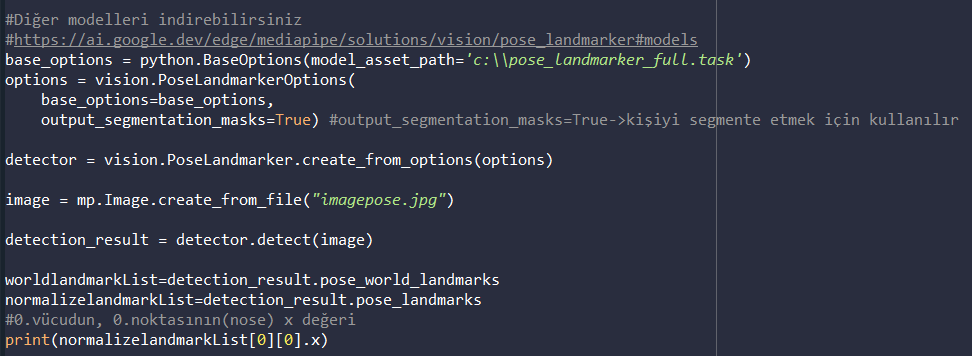 #Diğer modelleri indirebilirsiniz
#https://ai.google.dev/edge/mediapipe/solutions/vision/pose_landmarker#models
base_options = python.BaseOptions(model_asset_path='c:\\pose_landmarker_full.task')
options = vision.PoseLandmarkerOptions(
    base_options=base_options,
    output_segmentation_masks=True) #output_segmentation_masks=True->kişiyi segmente etmek için kullanılır
detector = vision.PoseLandmarker.create_from_options(options)
image = mp.Image.create_from_file("imagepose.jpg")
detection_result = detector.detect(image)
worldlandmarkList=detection_result.pose_world_landmarks
normalizelandmarkList=detection_result.pose_landmarks
#0.vücudun, 0.noktasının(nose) x değeri
print(normalizelandmarkList[0][0].x)